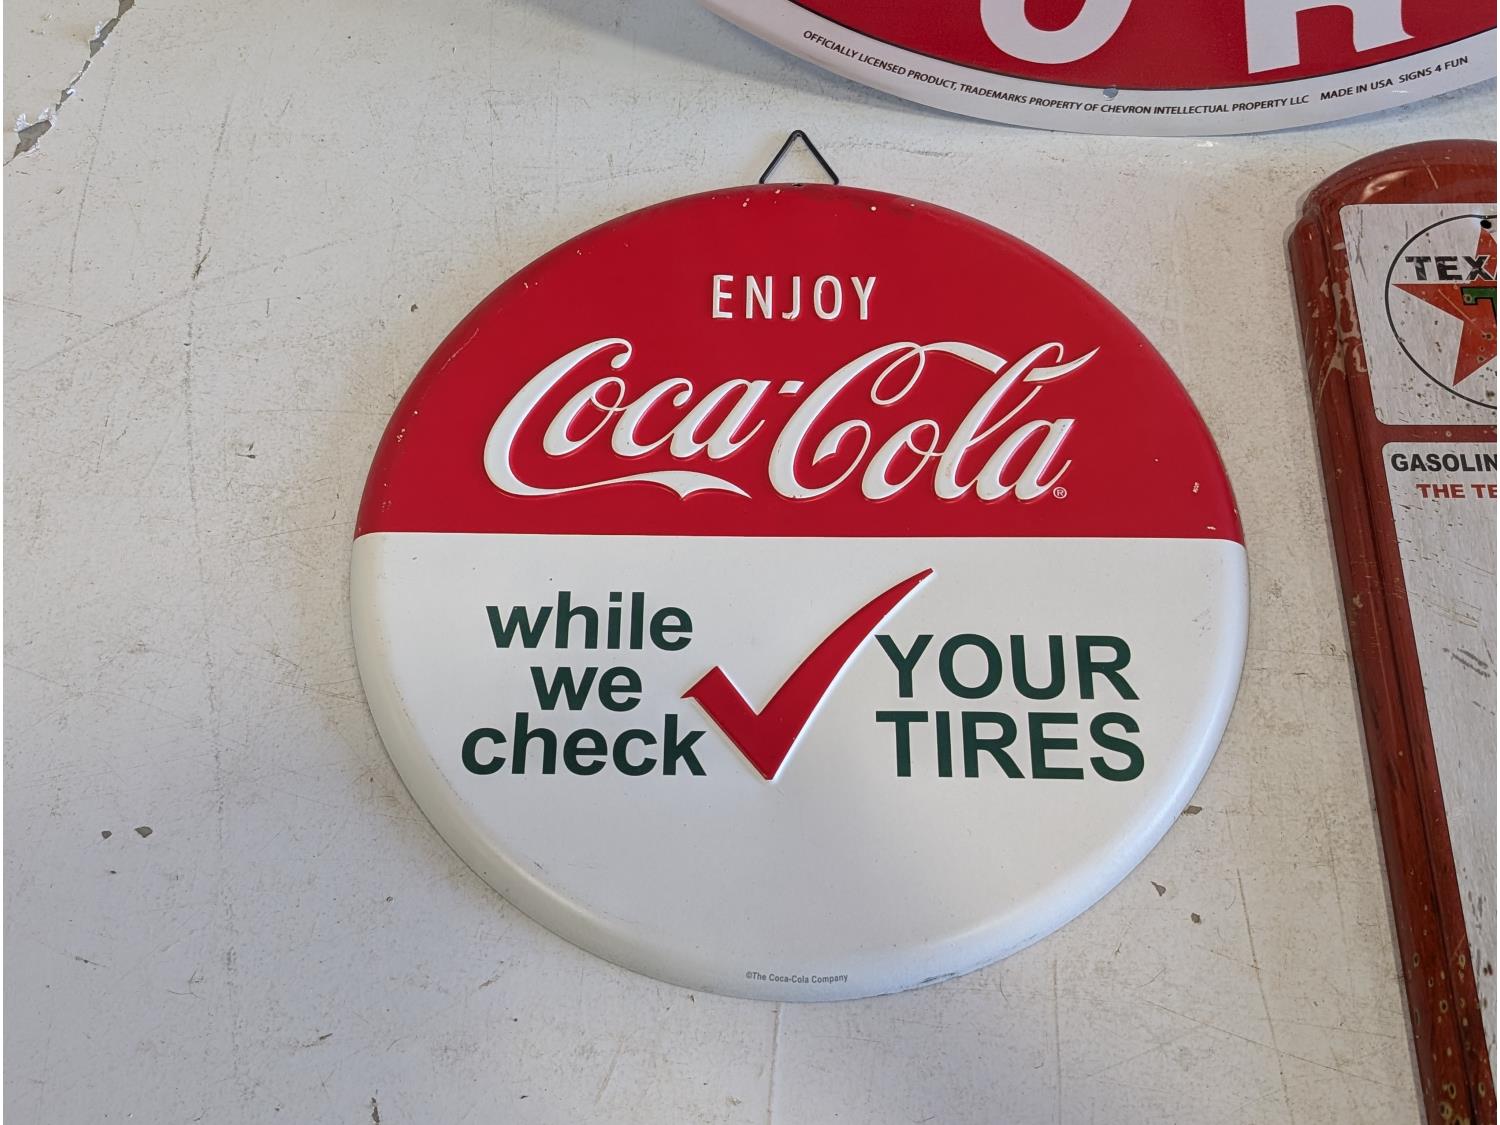 OFFICIALLY LICENSED PRODUCT, TRADEMARKS PROPERTY OF CHEVRON INTELLECTUAL PROPERTY LLC MADE IN USA SIGNS 4 FUN
ENJOY
Coca-Cola®
while
we
check
YOUR
TIRES
©The Coca-Cola Company
TEXA
T
GASOLIN
THE TE